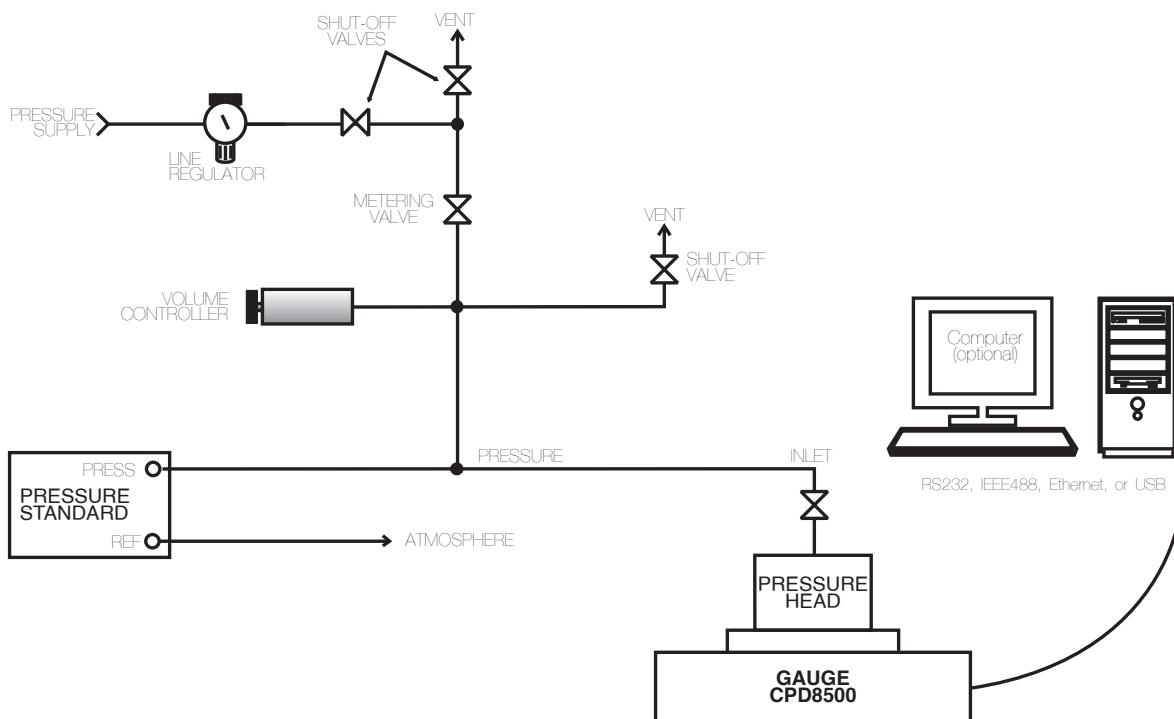 SHUT-OFF
VALVES
VENT
PRESSURE
SUPPLY
LINE
REGULATOR
METERING
VALVE
VENT
SHUT-OFF
VALVE
VOLUME
CONTROLLER
Computer
(optional)
RS232, IEEE488, Ethernet, or USB
PRESS
PRESSURE
INLET
PRESSURE
STANDARD
REF
ATMOSPHERE
PRESSURE
HEAD
GAUGE
CPD8500